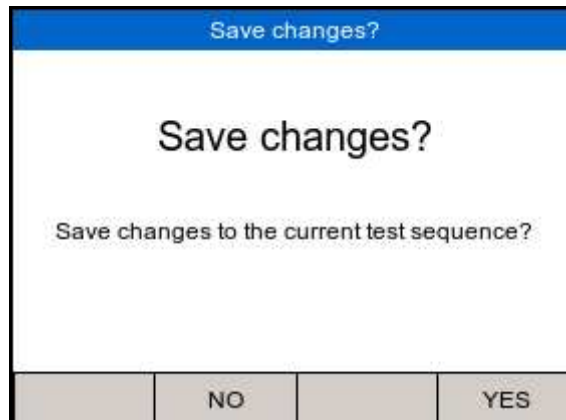 Save changes?
Save changes?
Save changes to the current test sequence?
NO YES